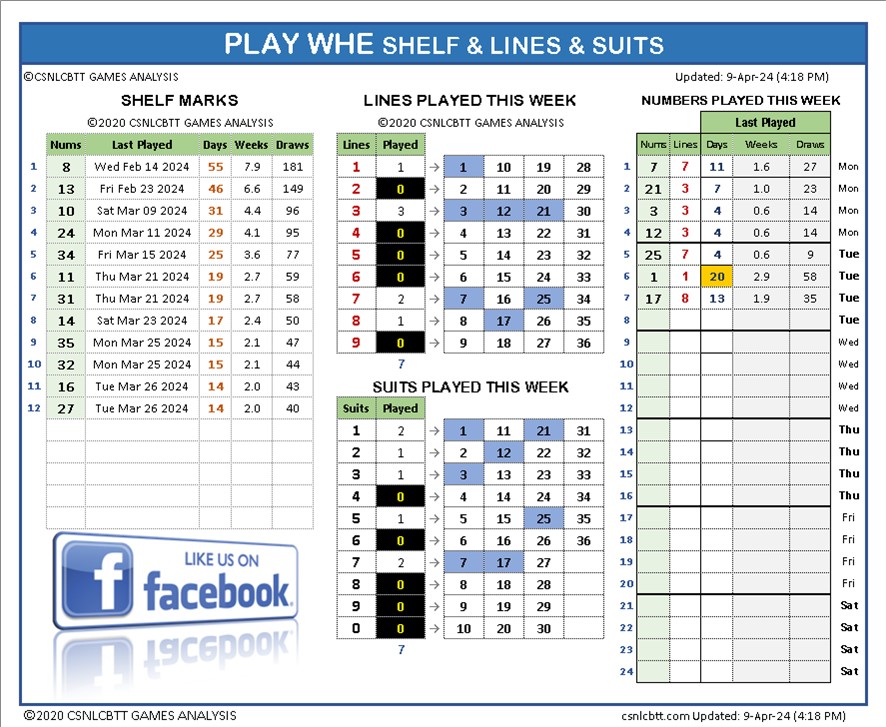 PLAY WHE SHELF & LINES & SUITS
©CSNLCBTT GAMES ANALYSIS
Updated: 9-Apr-24 (4:18 PM)
SHELF MARKS
©2020 CSNLCBTT GAMES ANALYSIS
Nums Last Played Days Weeks Draws
1 8 Wed Feb 14 2024 55 7.9 181
2 13 Fri Feb 23 2024 46 6.6 149
3 10 Sat Mar 09 2024 31 4.4 96
4 24 Mon Mar 11 2024 29 4.1 95
5 34 Fri Mar 15 2024 25 3.6 77
6 11 Thu Mar 21 2024 19 2.7 59
7 31 Thu Mar 21 2024 19 2.7 58
8 14 Sat Mar 23 2024 17 2.4 50
9 35 Mon Mar 25 2024 15 2.1 47
10 32 Mon Mar 25 2024 15 2.1 44
11 16 Tue Mar 26 2024 14 2.0 43
12 27 Tue Mar 26 2024 14 2.0 40
LIKE US ON
f facebook.
LINES PLAYED THIS WEEK
©2020 CSNLCBTT GAMES ANALYSIS
Lines Played
1 1 → 1 10 19 28
2 0 → 2 11 20 29
3 3 → 3 12 21 30
4 0 → 4 13 22 31
5 0 → 5 14 23 32
6 0 → 6 15 24 33
7 2 → 7 16 25 34
8 1 → 8 17 26 35
9 0 → 9 18 27 36
7
SUITS PLAYED THIS WEEK
Suits Played
1 2 → 1 11 21 31
2 1 → 2 12 22 32
3 1 → 3 13 23 33
4 0 → 4 14 24 34
5 1 → 5 15 25 35
6 0 → 6 16 26 36
7 2 → 7 17 27
8 0 → 8 18 28
9 0 → 9 19 29
0 0 → 10 20 30
7
NUMBERS PLAYED THIS WEEK
Last Played
Nums Lines Days Weeks Draws
1 7 7 11 1.6 27 Mon
2 21 3 7 1.0 23 Mon
3 3 3 4 0.6 14 Mon
4 12 3 4 0.6 14 Mon
5 25 7 4 0.6 9 Tue
6 1 1 20 2.9 58 Tue
7 17 8 13 1.9 35 Tue
8 Tue
9 Wed
10 Wed
11 Wed
12 Wed
13 Thu
14 Thu
15 Thu
16 Thu
17 Fri
18 Fri
19 Fri
20 Fri
21 Sat
22 Sat
23 Sat
24 Sat
©2020 CSNLCBTT GAMES ANALYSIS
csnlcbtt.com Updated: 9-Apr-24 (4:18 PM)